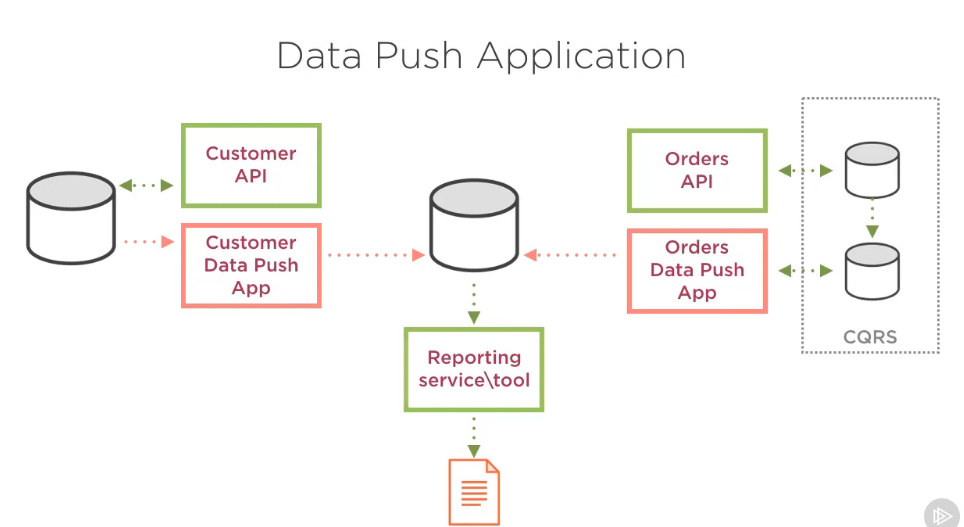 Data Push Application
Customer
API
Customer
Data Push
App
Orders
API
Orders
Data Push
App
CQRS
Reporting
service\tool